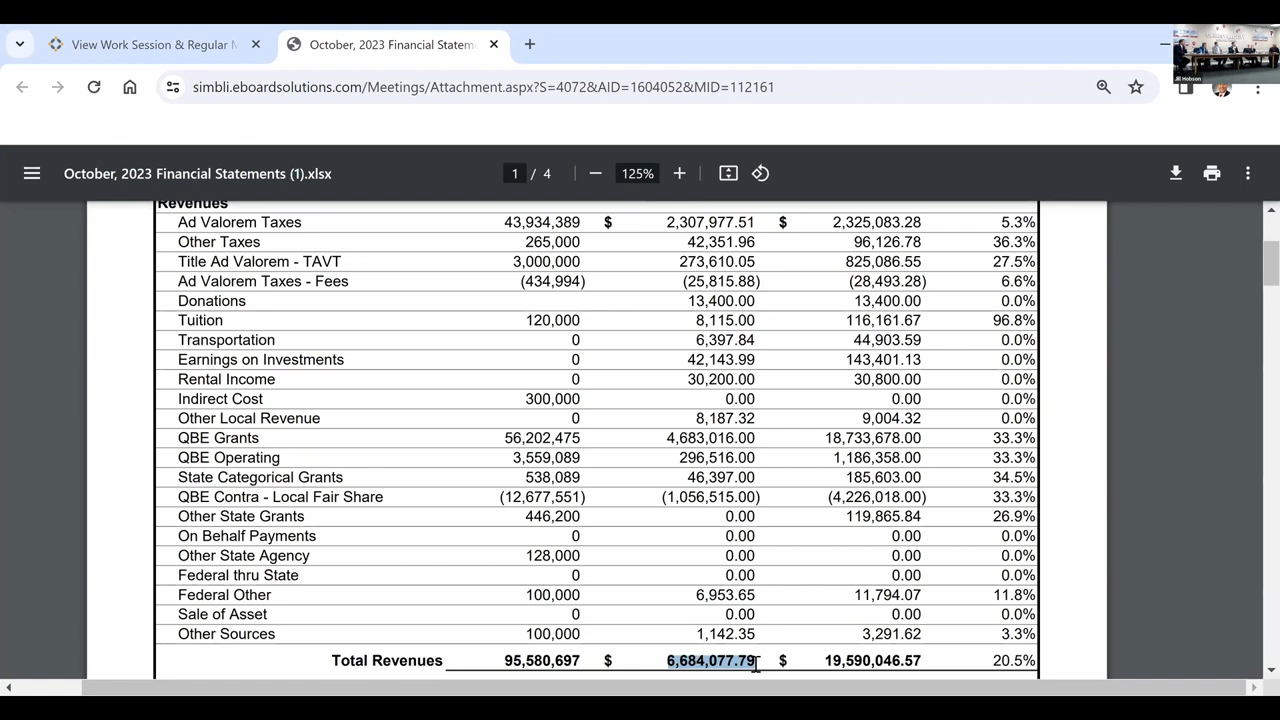 View Work Session & Regular M
October, 2023 Financial Statem
simbli.eboardsolutions.com/Meetings/Attachment.aspx?S=4072&AID=1604052&MID=112161
Jill Hobson
October, 2023 Financial Statements (1).xlsx
1 / 4
125%
Revenues
Ad Valorem Taxes 43,934,389 $ 2,307,977.51 $ 2,325,083.28 5.3%
Other Taxes 265,000 42,351.96 96,126.78 36.3%
Title Ad Valorem - TAVT 3,000,000 273,610.05 825,086.55 27.5%
Ad Valorem Taxes - Fees (434,994) (25,815.88) (28,493.28) 6.6%
Donations 13,400.00 13,400.00 0.0%
Tuition 120,000 8,115.00 116,161.67 96.8%
Transportation 0 6,397.84 44,903.59 0.0%
Earnings on Investments 0 42,143.99 143,401.13 0.0%
Rental Income 0 30,200.00 30,800.00 0.0%
Indirect Cost 300,000 0.00 0.00 0.0%
Other Local Revenue 0 8,187.32 9,004.32 0.0%
QBE Grants 56,202,475 4,683,016.00 18,733,678.00 33.3%
QBE Operating 3,559,089 296,516.00 1,186,358.00 33.3%
State Categorical Grants 538,089 46,397.00 185,603.00 34.5%
QBE Contra - Local Fair Share (12,677,551) (1,056,515.00) (4,226,018.00) 33.3%
Other State Grants 446,200 0.00 119,865.84 26.9%
On Behalf Payments 0 0.00 0.00 0.0%
Other State Agency 128,000 0.00 0.00 0.0%
Federal thru State 0 0.00 0.00 0.0%
Federal Other 100,000 6,953.65 11,794.07 11.8%
Sale of Asset 0 0.00 0.00 0.0%
Other Sources 100,000 1,142.35 3,291.62 3.3%
Total Revenues 95,580,697 $ 6,684,077.79 $ 19,590,046.57 20.5%